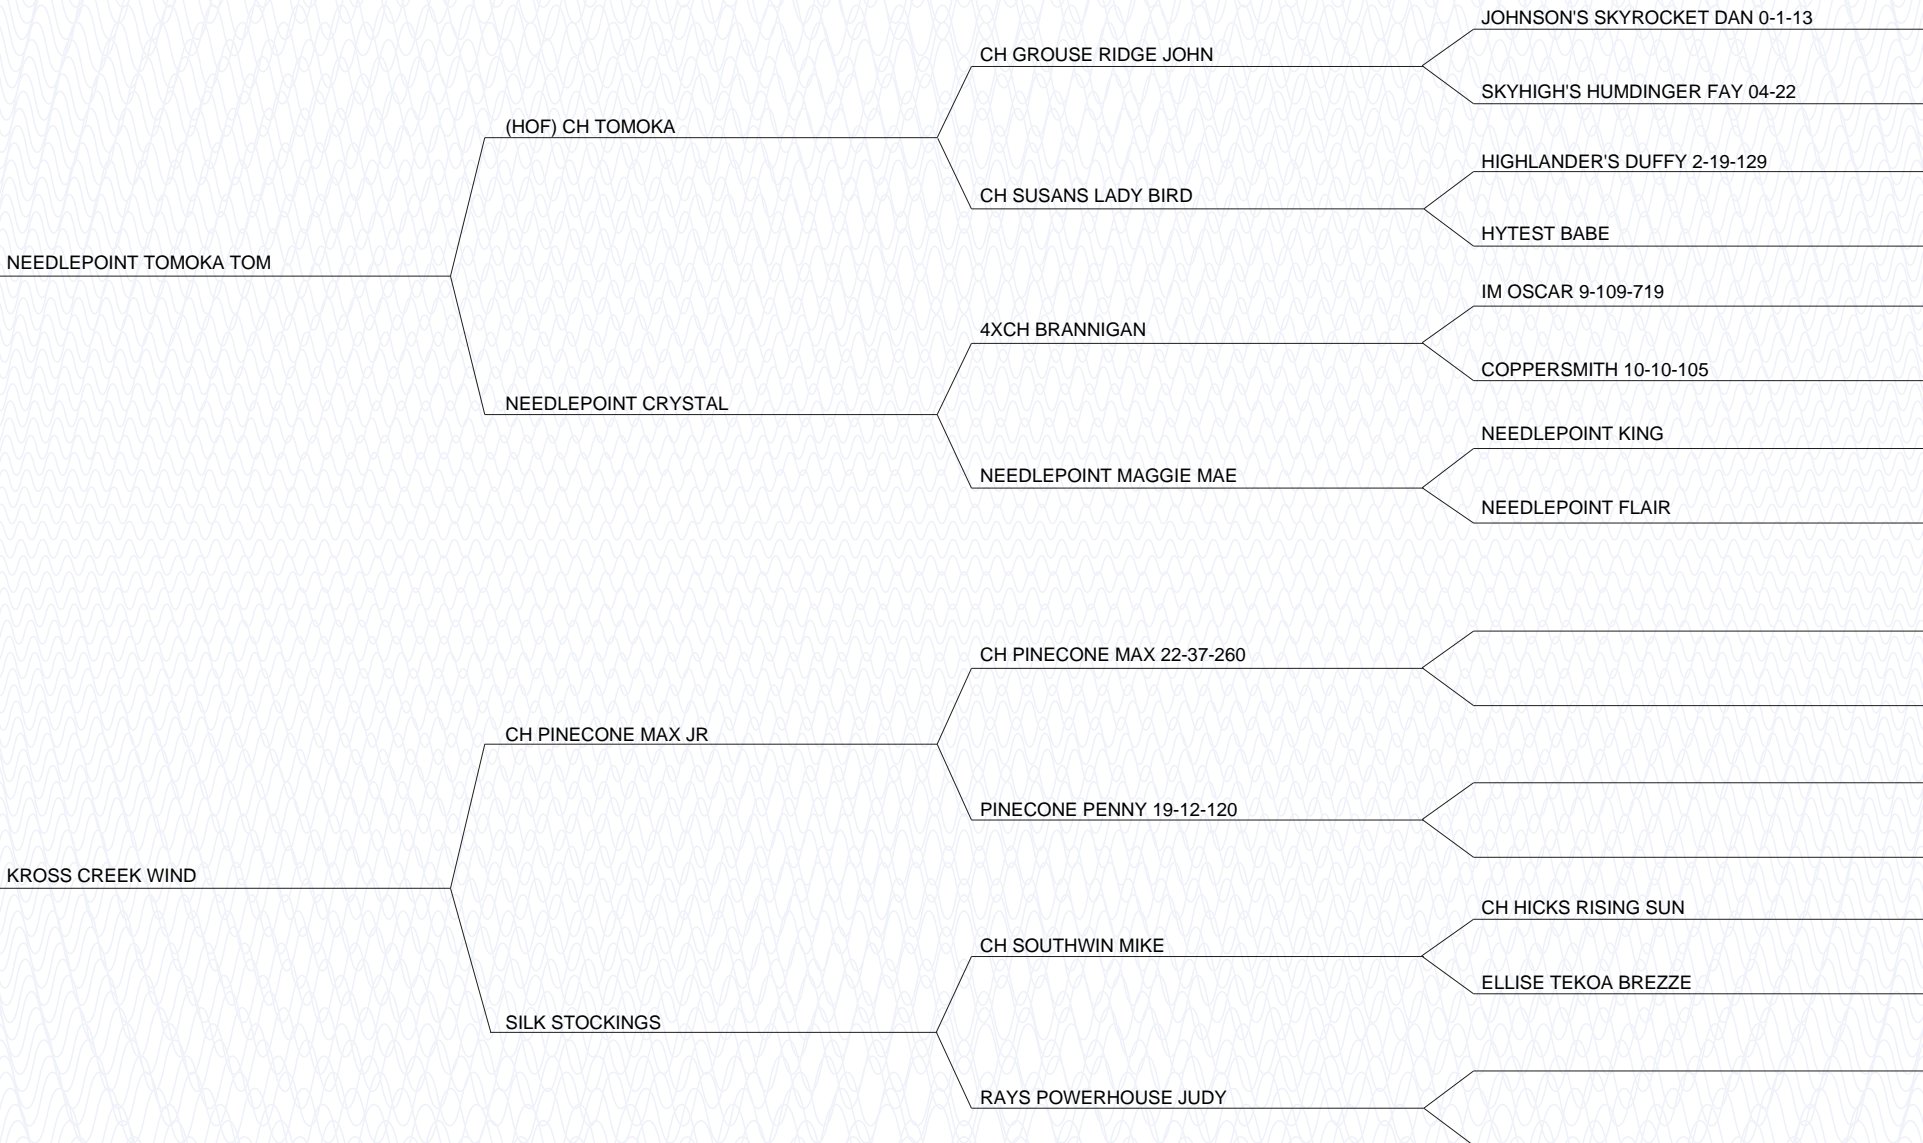 JOHNSON'S SKYROCKET DAN 0-1-13
CH GROUSE RIDGE JOHN
SKYHIGH'S HUMDINGER FAY 04-22
(HOF) CH TOMOKA
HIGHLANDER'S DUFFY 2-19-129
CH SUSANS LADY BIRD
HYTEST BABE
NEEDLEPOINT TOMOKA TOM
IM OSCAR 9-109-719
4XCH BRANNIGAN
COPPERSMITH 10-10-105
NEEDLEPOINT CRYSTAL
NEEDLEPOINT KING
NEEDLEPOINT MAGGIE MAE
NEEDLEPOINT FLAIR
CH PINECONE MAX 22-37-260
CH PINECONE MAX JR
PINECONE PENNY 19-12-120
KROSS CREEK WIND
CH HICKS RISING SUN
CH SOUTHWIN MIKE
ELLISE TEKOA BREZZE
SILK STOCKINGS
RAYS POWERHOUSE JUDY